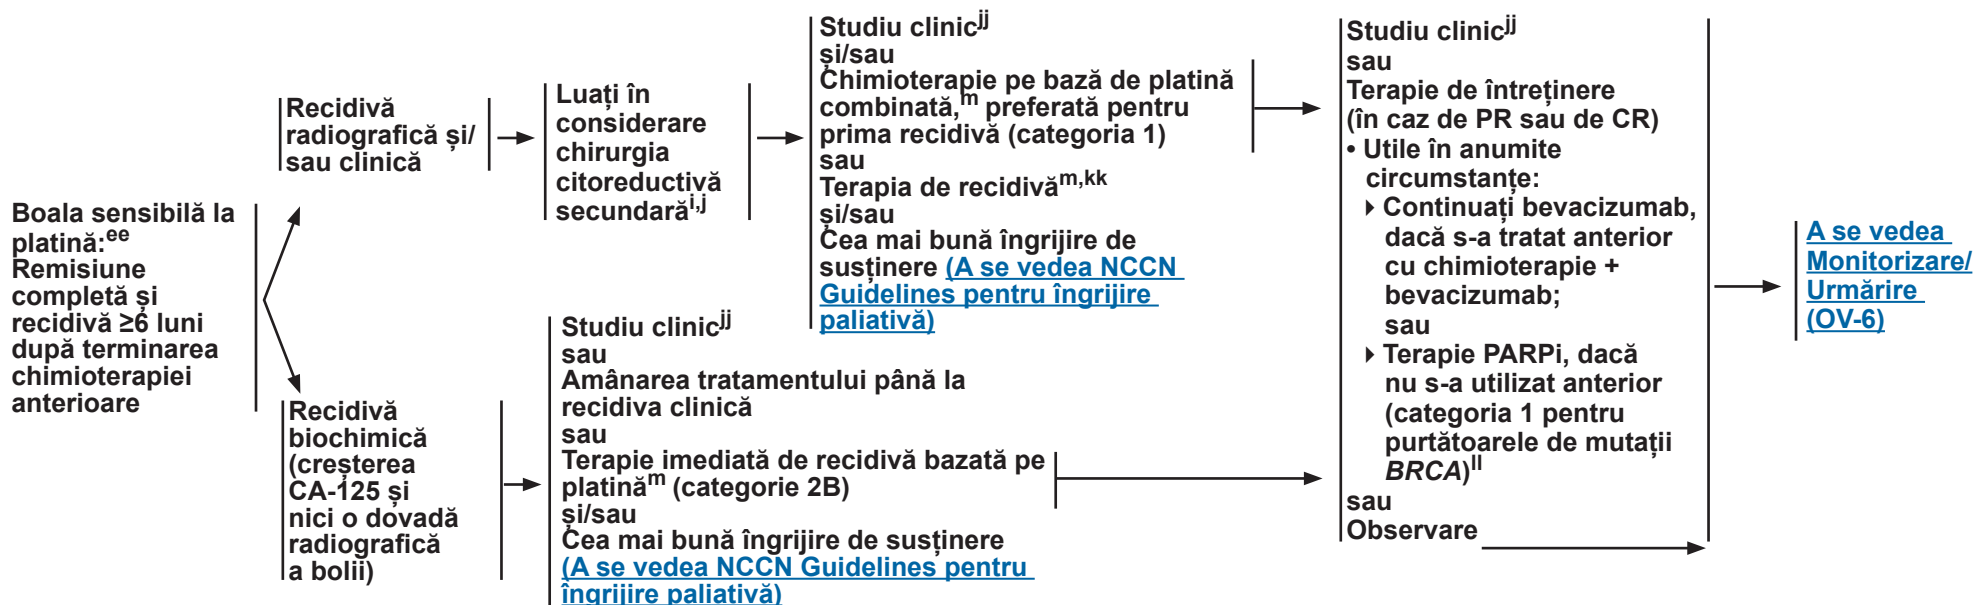 Boala sensibilă la
platină:ee
Remisiune
completă și
recidivă ≥6 luni
după terminarea
chimioterapiei
anterioare
Recidivă
radiografică și/
sau clinică
Luați în
considerare
chirurgia
citoreductivă
secundarăi,j
Studiu clinicjj
și/sau
Chimioterapie pe bază de platină
combinată,m preferată pentru
prima recidivă (categoria 1)
sau
Terapia de recidivăm,kk
și/sau
Cea mai bună îngrijire de
susținere (A se vedea NCCN
Guidelines pentru îngrijire
paliativă)
Recidivă
biochimică
(creșterea
CA-125 și
nici o dovadă
radiografică
a bolii)
Studiu clinicjj
sau
Amânarea tratamentului până la
recidiva clinică
sau
Terapie imediată de recidivă bazată pe
platinăm (categorie 2B)
și/sau
Cea mai bună îngrijire de susținere
(A se vedea NCCN Guidelines pentru
îngrijire paliativă)
Studiu clinicjj
sau
Terapie de întreținere
(în caz de PR sau de CR)
• Utile în anumite
circumstanțe:
Continuați bevacizumab,
dacă s-a tratat anterior
cu chimioterapie +
bevacizumab;
sau
Terapie PARPi, dacă
nu s-a utilizat anterior
(categoria 1 pentru
purtătoarele de mutații
BRCA)ll
sau
Observare
A se vedea
Monitorizare/
Urmărire
(OV-6)